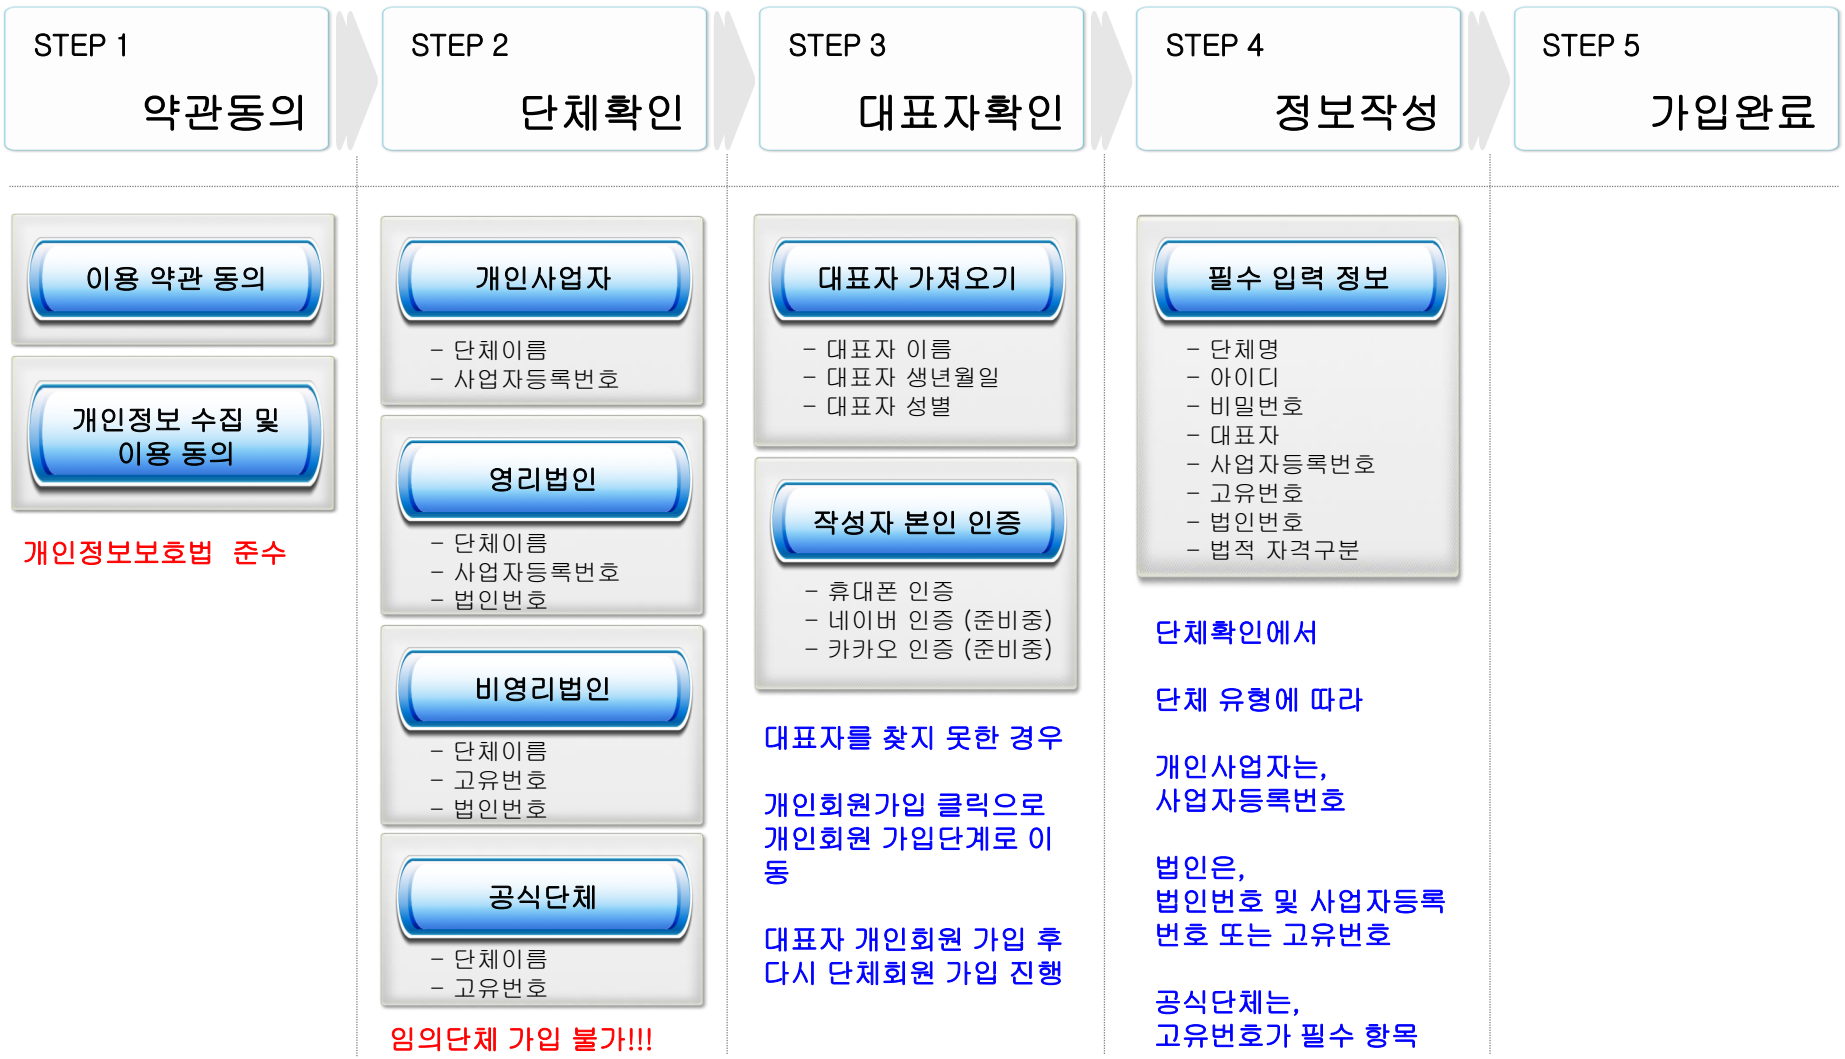 STEP 1
약관동의
STEP 2
단체확인
STEP 3
대표자확인
STEP 4
정보작성
STEP 5
가입완료
이용 약관 동의
개인정보 수집 및
이용 동의
개인정보보호법 준수
개인사업자
- 단체이름
- 사업자등록번호
영리법인
- 단체이름
- 사업자등록번호
- 법인번호
비영리법인
- 단체이름
- 고유번호
- 법인번호
공식단체
- 단체이름
- 고유번호
임의단체 가입 불가!!!
대표자 가져오기
- 대표자 이름
- 대표자 생년월일
- 대표자 성별
작성자 본인 인증
- 휴대폰 인증
- 네이버 인증 (준비중)
- 카카오 인증 (준비중)
대표자를 찾지 못한 경우
개인회원가입 클릭으로
개인회원 가입단계로 이
동
대표자 개인회원 가입 후
다시 단체회원 가입 진행
필수 입력 정보
- 단체명
- 아이디
- 비밀번호
- 대표자
- 사업자등록번호
- 고유번호
- 법인번호
- 법적 자격구분
단체확인에서
단체 유형에 따라
개인사업자는,
사업자등록번호
법인은,
법인번호 및 사업자등록
번호 또는 고유번호
공식단체는,
고유번호가 필수 항목